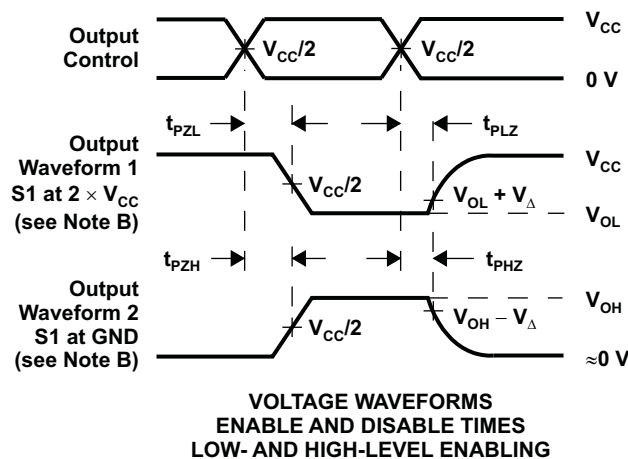 Output
Control
V_CC/2
V_CC/2
V_CC
0 V
t_PZL
t_PLZ
Output
Waveform 1
S1 at 2 × V_CC
(see Note B)
V_CC/2
V_CC
V_OL + V_Δ
V_OL
t_PZH
t_PHZ
Output
Waveform 2
S1 at GND
(see Note B)
V_CC/2
V_OH
V_OH − V_Δ
≈0 V
VOLTAGE WAVEFORMS
ENABLE AND DISABLE TIMES
LOW- AND HIGH-LEVEL ENABLING